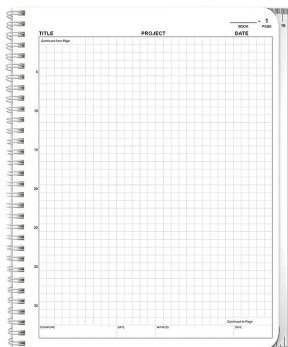 - 1
BOOK PAGE
TITLE PROJECT DATE
Continued from Page
5
10
15
20
25
30
35
Continued to Page
SIGNATURE DATE WITNESS DATE